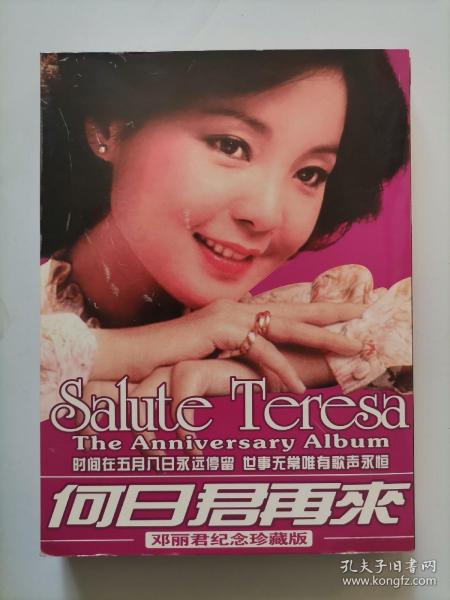 Salute Teresa
The Anniversary Album
时间在五月八日永远停留 世事无常唯有歌声永恒
何日君再來
邓丽君纪念珍藏版
孔夫子旧书网
www.kongfz.com